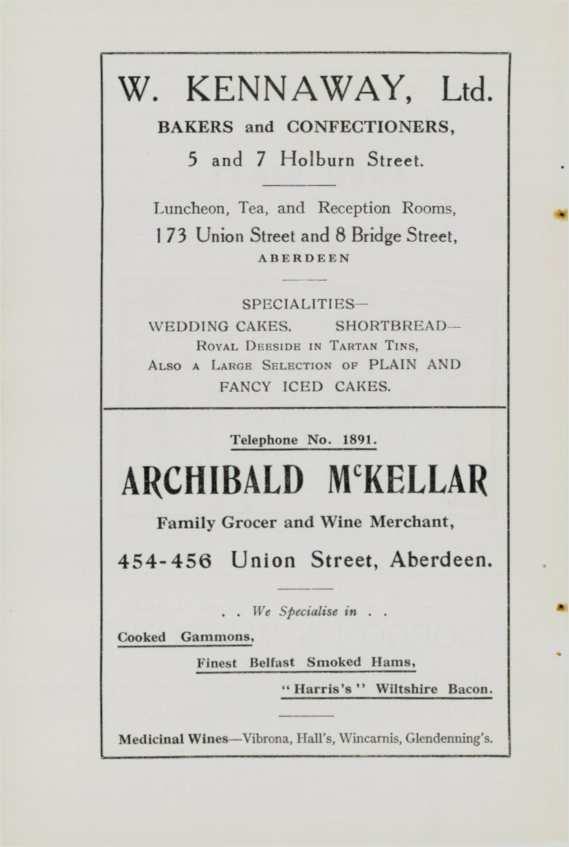 W. KENNAWAY, Ltd.
BAKERS and CONFECTIONERS,
5 and 7 Holburn Street.
Luncheon, Tea, and Reception Rooms,
173 Union Street and 8 Bridge Street,
ABERDEEN
SPECIALITIES—
WEDDING CAKES. SHORTBREAD—
ROYAL DEESIDE IN TARTAN TINS,
ALSO A LARGE SELECTION OF PLAIN AND
FANCY ICED CAKES.
Telephone No. 1891.
ARCHIBALD McKELLAR
Family Grocer and Wine Merchant,
454-456 Union Street, Aberdeen.
. . We Specialise in . .
Cooked Gammons,
Finest Belfast Smoked Hams,
"Harris's" Wiltshire Bacon.
Medicinal Wines—Vibrona, Hall's, Wincarnis, Glendenning's.